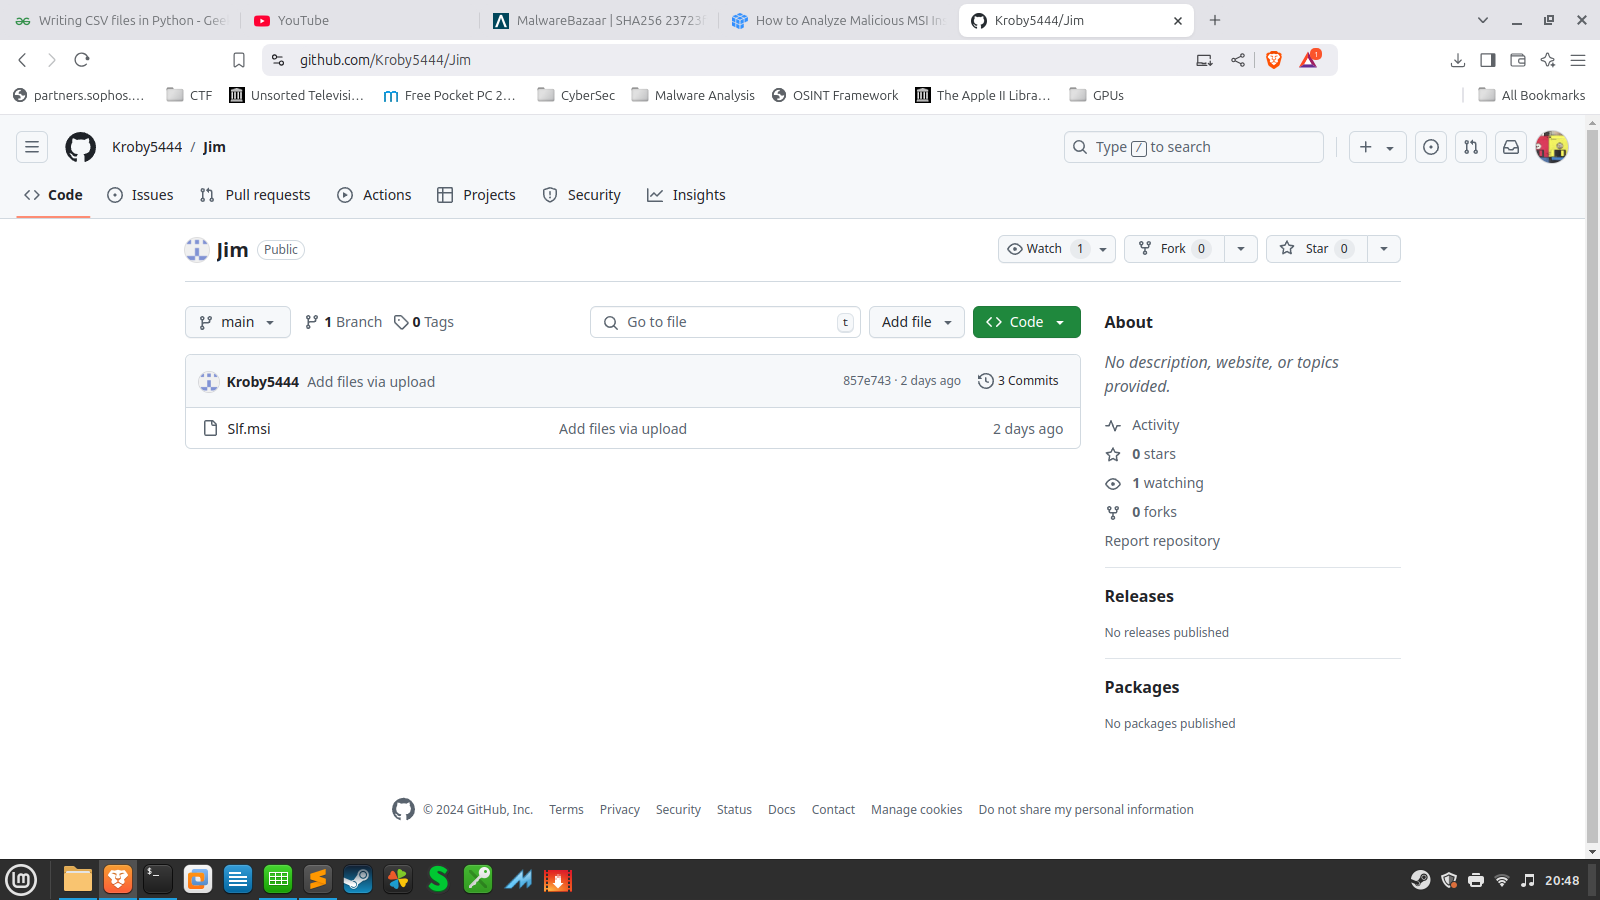 Writing CSV files in Python - Gee
YouTube
MalwareBazaar | SHA256 23723f
How to Analyze Malicious MSI Ins
Kroby5444/Jim
github.com/Kroby5444/Jim
1
partners.sophos.…
CTF
Unsorted Televisi…
Free Pocket PC 2…
CyberSec
Malware Analysis
OSINT Framework
The Apple II Libra…
GPUs
All Bookmarks
Kroby5444 / Jim
Type / to search
Code
Issues
Pull requests
Actions
Projects
Security
Insights
Jim
Public
Watch 1
Fork 0
Star 0
main
1 Branch
0 Tags
Go to file
t
Add file
Code
Kroby5444 Add files via upload
857e743 · 2 days ago
3 Commits
Slf.msi
Add files via upload
2 days ago
About
No description, website, or topics
provided.
Activity
0 stars
1 watching
0 forks
Report repository
Releases
No releases published
Packages
No packages published
© 2024 GitHub, Inc.
Terms
Privacy
Security
Status
Docs
Contact
Manage cookies
Do not share my personal information
20:48